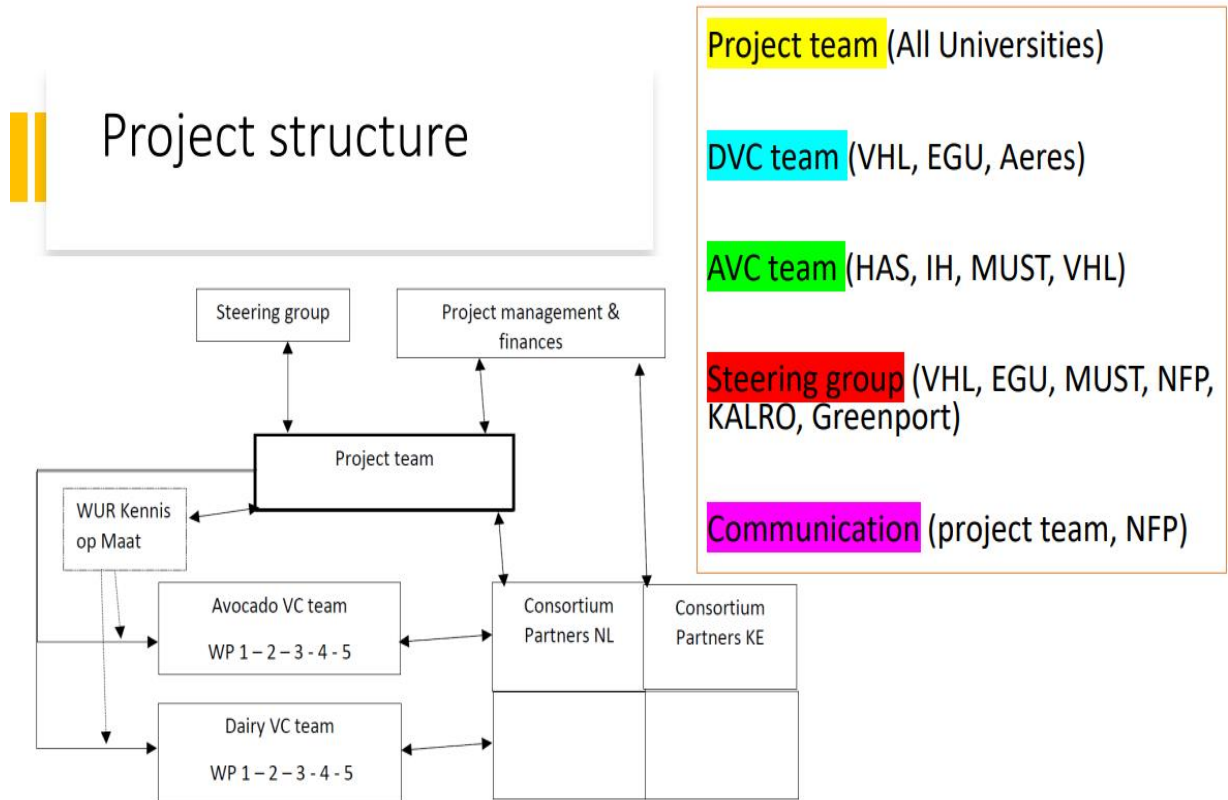 Project structure
Project team (All Universities)
DVC team (VHL, EGU, Aeres)
AVC team (HAS, IH, MUST, VHL)
Steering group (VHL, EGU, MUST, NFP,
KALRO, Greenport)
Communication (project team, NFP)
Steering group
Project management &
finances
Project team
WUR Kennis
op Maat
Avocado VC team
WP 1 – 2 – 3 - 4 - 5
Consortium
Partners NL
Consortium
Partners KE
Dairy VC team
WP 1 – 2 – 3 - 4 - 5